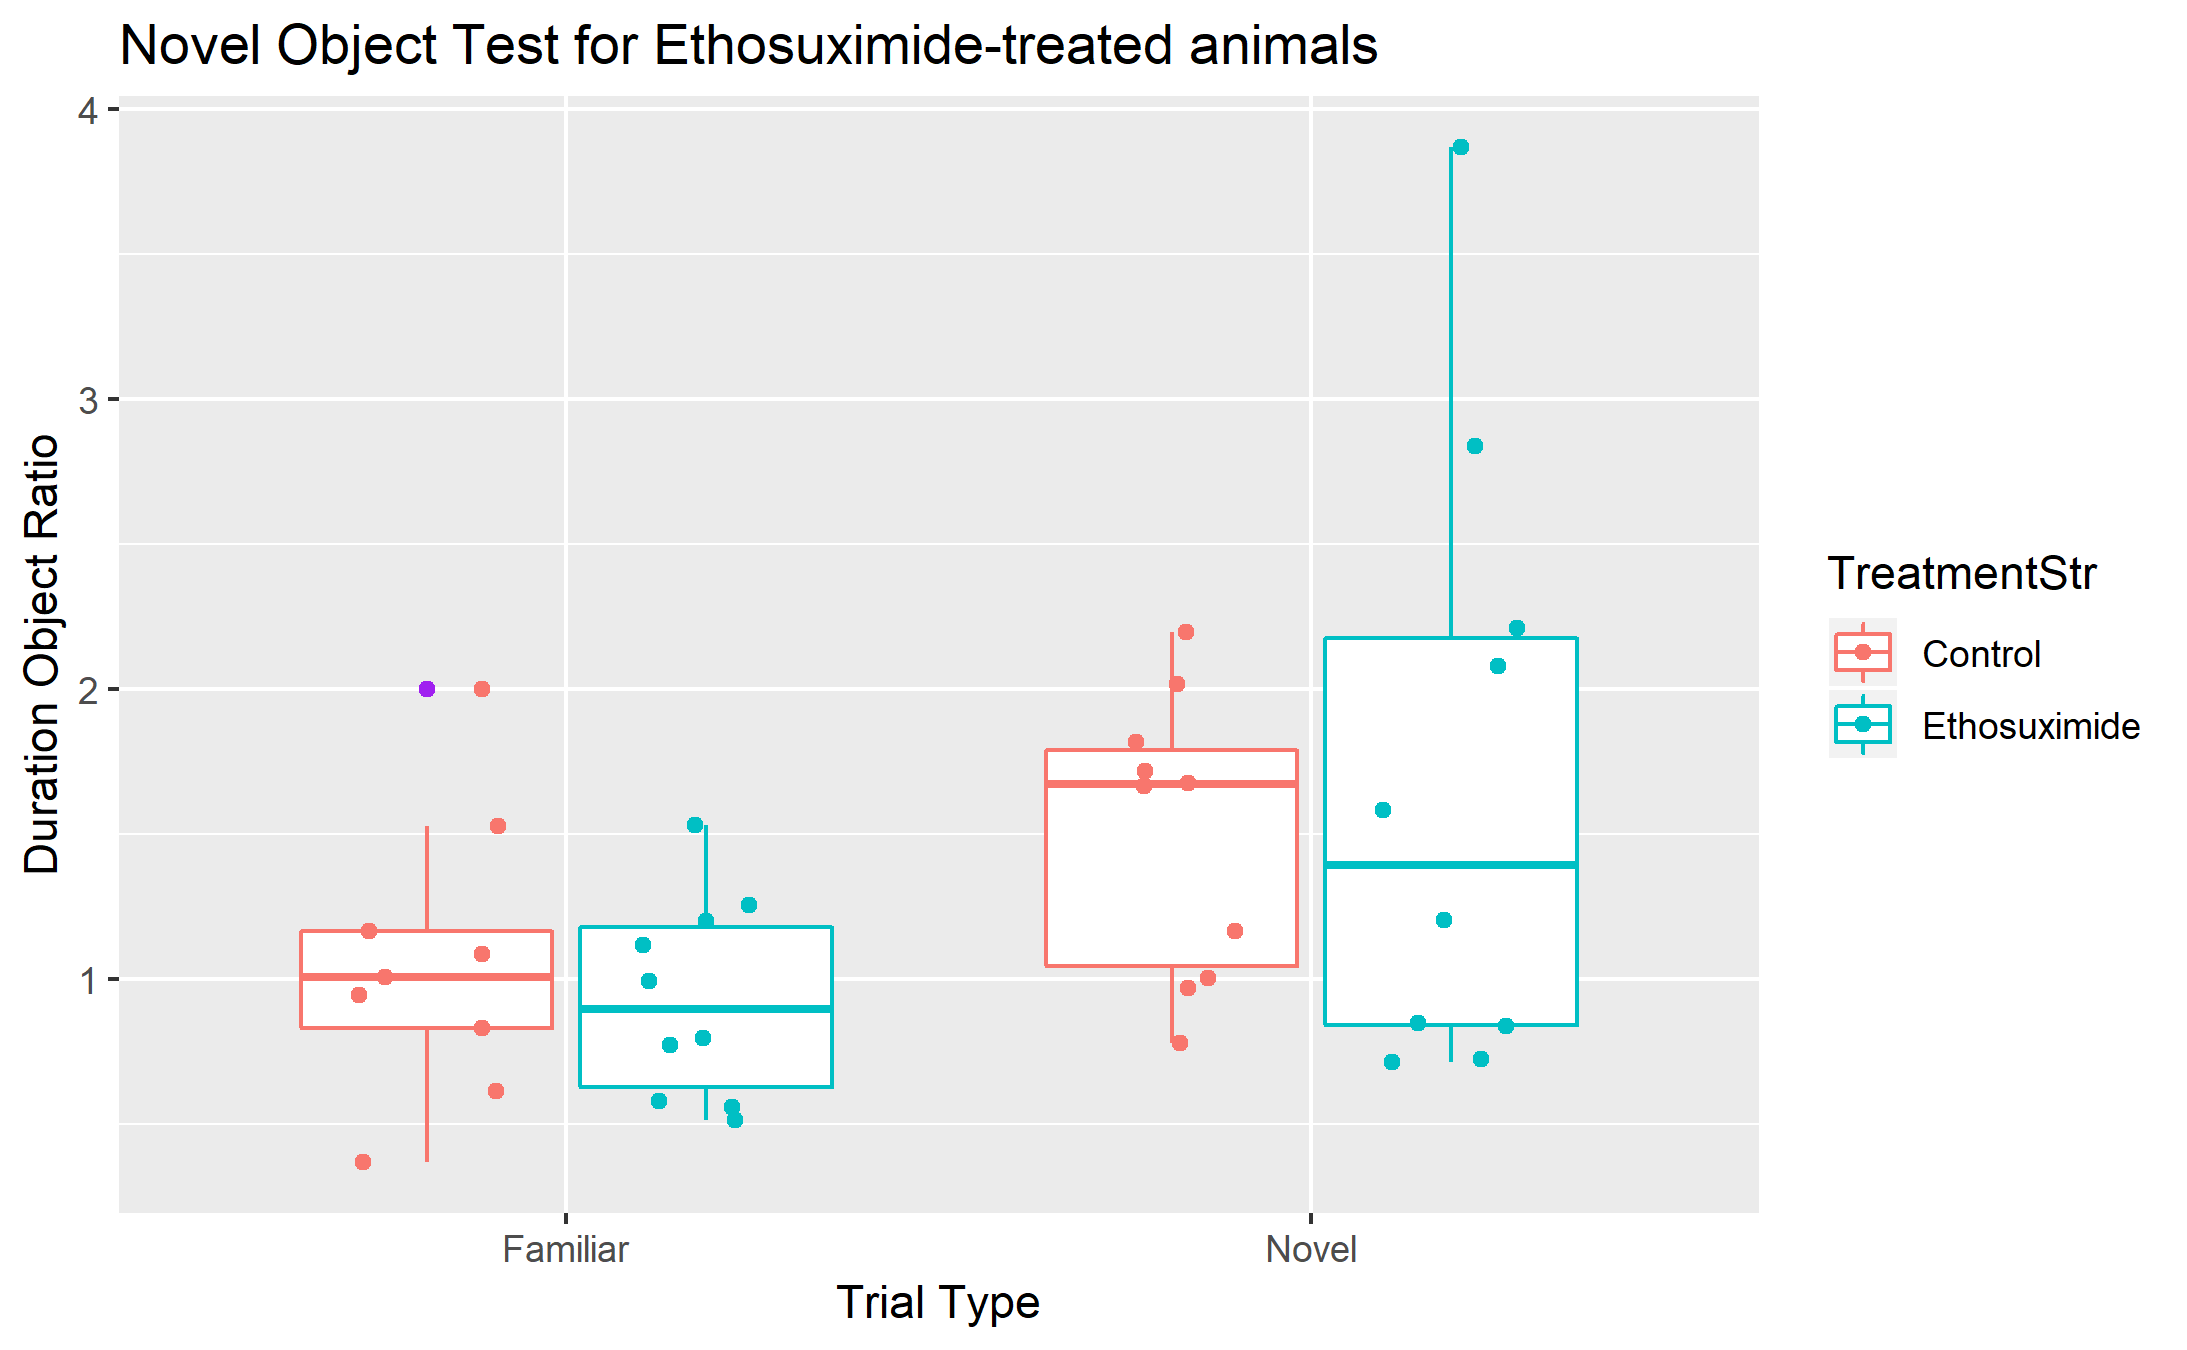 Novel Object Test for Ethosuximide-treated animals
4
3
2
1
Duration Object Ratio
Familiar
Novel
Trial Type
TreatmentStr
Control
Ethosuximide